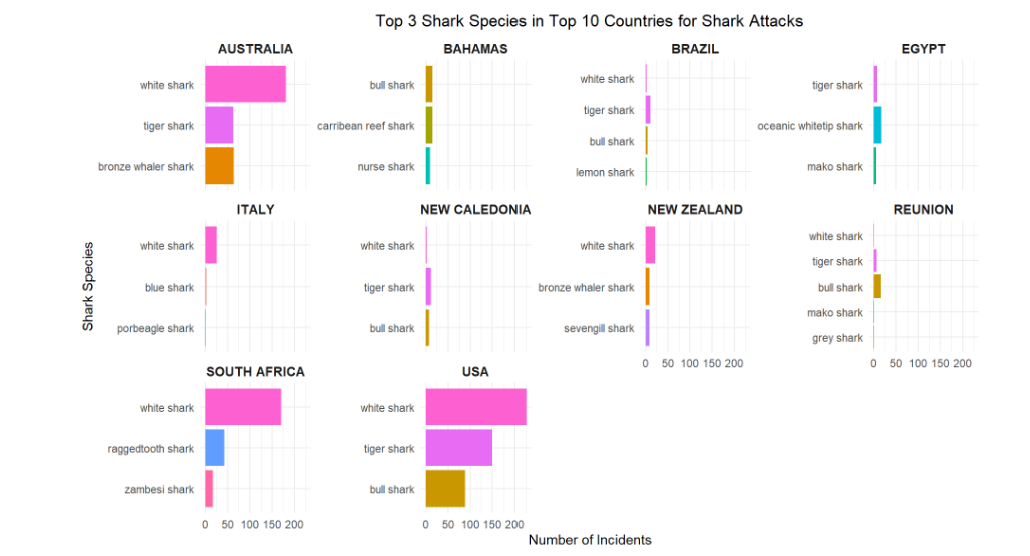 Top 3 Shark Species in Top 10 Countries for Shark Attacks
AUSTRALIA
white shark
tiger shark
bronze whaler shark
BAHAMAS
bull shark
carribean reef shark
nurse shark
BRAZIL
white shark
tiger shark
bull shark
lemon shark
EGYPT
tiger shark
oceanic whitetip shark
mako shark
Shark Species
ITALY
white shark
blue shark
porbeagle shark
NEW CALEDONIA
white shark
tiger shark
bull shark
NEW ZEALAND
white shark
bronze whaler shark
sevengill shark
0 50 100 150 200
REUNION
white shark
tiger shark
bull shark
mako shark
grey shark
0 50 100 150 200
SOUTH AFRICA
white shark
raggedtooth shark
zambesi shark
0 50 100 150 200
USA
white shark
tiger shark
bull shark
0 50 100 150 200
Number of Incidents